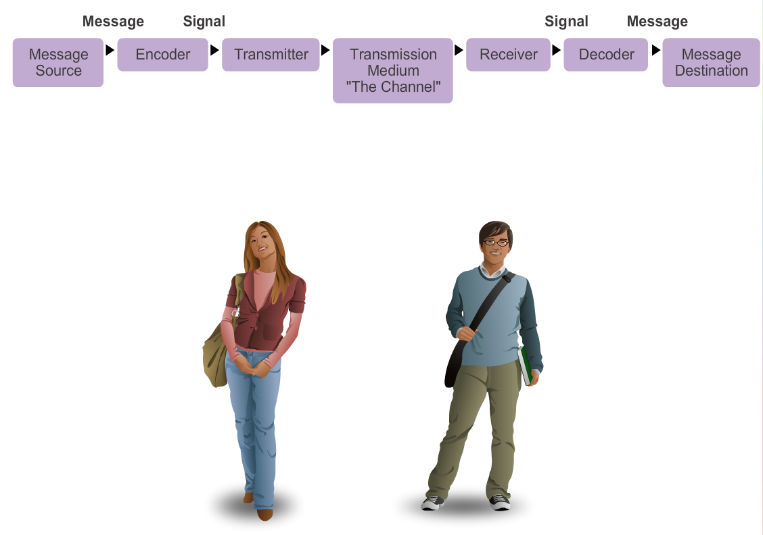 Message Signal Signal Message
Message Source
Encoder
Transmitter
Transmission Medium "The Channel"
Receiver
Decoder
Message Destination